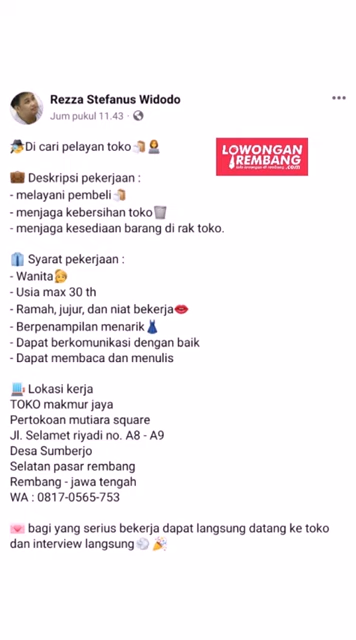 Rezza Stefanus Widodo
Jum pukul 11.43
LOWONGAN
REMBANG
.com
Di cari pelayan toko
Deskripsi pekerjaan :
- melayani pembeli
- menjaga kebersihan toko
- menjaga kesediaan barang di rak toko.
Syarat pekerjaan :
- Wanita
- Usia max 30 th
- Ramah, jujur, dan niat bekerja
- Berpenampilan menarik
- Dapat berkomunikasi dengan baik
- Dapat membaca dan menulis
Lokasi kerja
TOKO makmur jaya
Pertokoan mutiara square
Jl. Selamet riyadi no. A8 - A9
Desa Sumberjo
Selatan pasar rembang
Rembang - jawa tengah
WA : 0817-0565-753
bagi yang serius bekerja dapat langsung datang ke toko
dan interview langsung